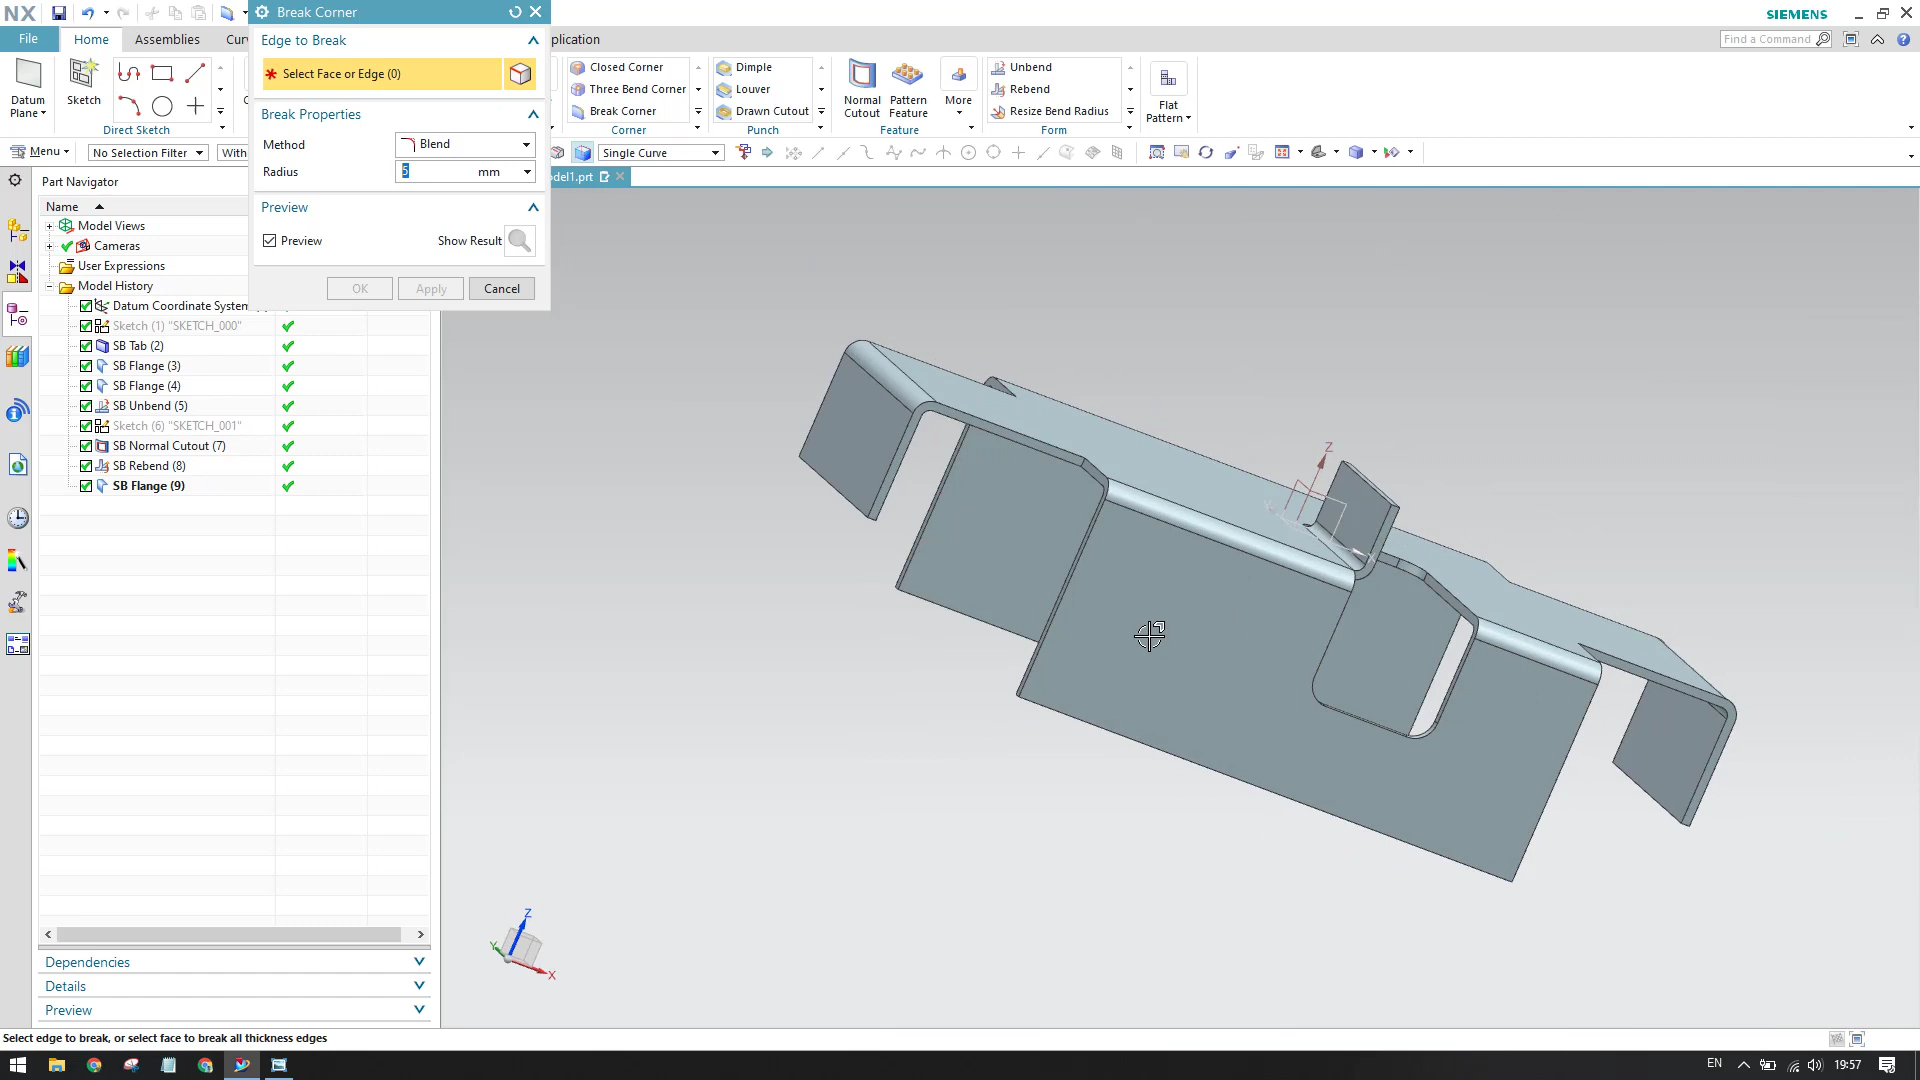 NX
Break Corner
SIEMENS
File
Home
Assemblies
Cur
plication
Find a Command
Edge to Break
Select Face or Edge (0)
Break Properties
Method
Blend
Radius
5
mm
Preview
Preview
Show Result
OK
Apply
Cancel
Datum
Plane
Sketch
Direct Sketch
Closed Corner
Three Bend Corner
Break Corner
Corner
Dimple
Louver
Drawn Cutout
Punch
Normal
Cutout
Pattern
Feature
More
Feature
Unbend
Rebend
Resize Bend Radius
Form
Flat
Pattern
Menu
No Selection Filter
With
Single Curve
del1.prt
Part Navigator
Name
Model Views
Cameras
User Expressions
Model History
Datum Coordinate System
Sketch (1) "SKETCH_000"
SB Tab (2)
SB Flange (3)
SB Flange (4)
SB Unbend (5)
Sketch (6) "SKETCH_001"
SB Normal Cutout (7)
SB Rebend (8)
SB Flange (9)
Z
Z
Y
X
Dependencies
Details
Preview
Select edge to break, or select face to break all thickness edges
EN
19:57